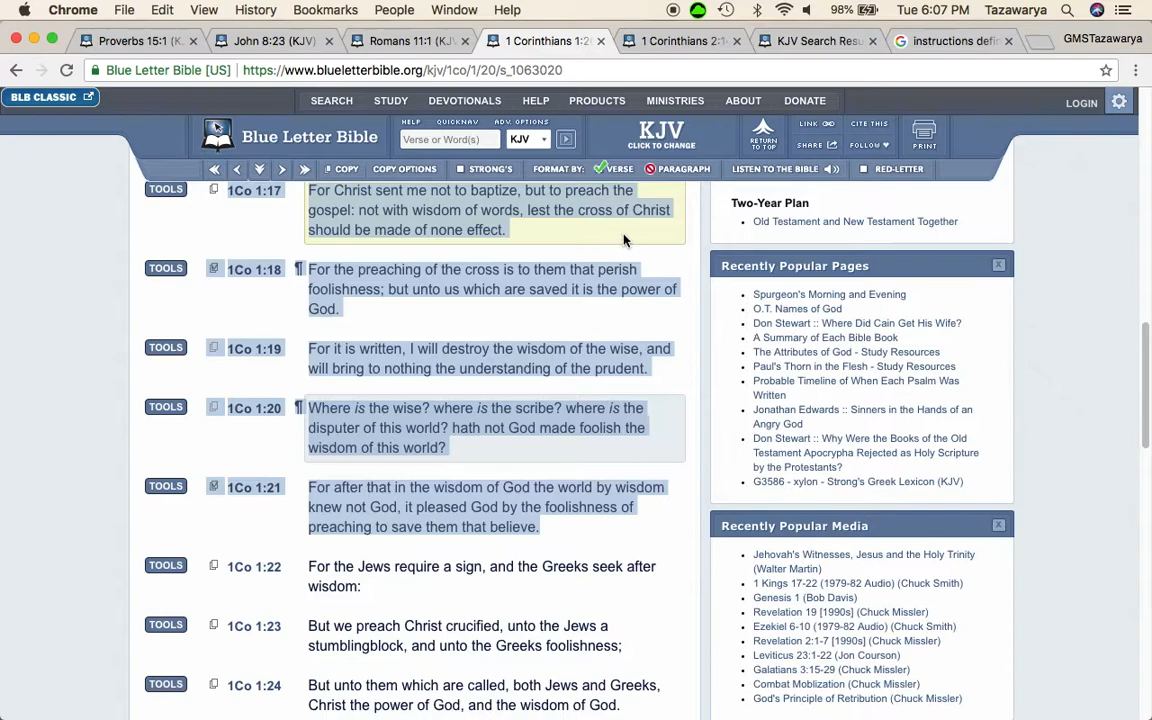 Chrome File Edit View History Bookmarks People Window Help 98% Tue 6:07 PM Tazawarya
Proverbs 15:1 (K John 8:23 (KJV) Romans 11:1 (KJV 1 Corinthians 1:2 1 Corinthians 2:1 KJV Search Res instructions defi GMSTazawarya
Blue Letter Bible [US] https://www.blueletterbible.org/kjv/1co/1/20/s_1063020
BLB CLASSIC SEARCH STUDY DEVOTIONALS HELP PRODUCTS MINISTRIES ABOUT DONATE LOGIN
HELP QUICKNAV ADV. OPTIONS
Blue Letter Bible Verse or Word(s) KJV
KJV
CLICK TO CHANGE
RETURN
TO TOP
LINK CITE THIS
SHARE FOLLOW
PRINT
COPY COPY OPTIONS STRONG'S FORMAT BY: VERSE PARAGRAPH LISTEN TO THE BIBLE RED-LETTER
TOOLS 1Co 1:17 For Christ sent me not to baptize, but to preach the
gospel: not with wisdom of words, lest the cross of Christ
should be made of none effect.
TOOLS 1Co 1:18 ¶ For the preaching of the cross is to them that perish
foolishness; but unto us which are saved it is the power of
God.
TOOLS 1Co 1:19 For it is written, I will destroy the wisdom of the wise, and
will bring to nothing the understanding of the prudent.
TOOLS 1Co 1:20 ¶ Where is the wise? where is the scribe? where is the
disputer of this world? hath not God made foolish the
wisdom of this world?
TOOLS 1Co 1:21 For after that in the wisdom of God the world by wisdom
knew not God, it pleased God by the foolishness of
preaching to save them that believe.
TOOLS 1Co 1:22 For the Jews require a sign, and the Greeks seek after
wisdom:
TOOLS 1Co 1:23 But we preach Christ crucified, unto the Jews a
stumblingblock, and unto the Greeks foolishness;
TOOLS 1Co 1:24 But unto them which are called, both Jews and Greeks,
Christ the power of God, and the wisdom of God.
Two-Year Plan
Old Testament and New Testament Together
Recently Popular Pages
Spurgeon's Morning and Evening
O.T. Names of God
Don Stewart :: Where Did Cain Get His Wife?
A Summary of Each Bible Book
The Attributes of God - Study Resources
Paul's Thorn in the Flesh - Study Resources
Probable Timeline of When Each Psalm Was
Written
Jonathan Edwards :: Sinners in the Hands of an
Angry God
Don Stewart :: Why Were the Books of the Old
Testament Apocrypha Rejected as Holy Scripture
by the Protestants?
G3586 - xylon - Strong's Greek Lexicon (KJV)
Recently Popular Media
Jehovah's Witnesses, Jesus and the Holy Trinity
(Walter Martin)
1 Kings 17-22 (1979-82 Audio) (Chuck Smith)
Genesis 1 (Bob Davis)
Revelation 19 [1990s] (Chuck Missler)
Ezekiel 6-10 (1979-82 Audio) (Chuck Smith)
Revelation 2:1-7 [1990s] (Chuck Missler)
Leviticus 23:1-22 (Jon Courson)
Galatians 3:15-29 (Chuck Missler)
Combat Moblization (Chuck Missler)
God's Principle of Retribution (Chuck Missler)